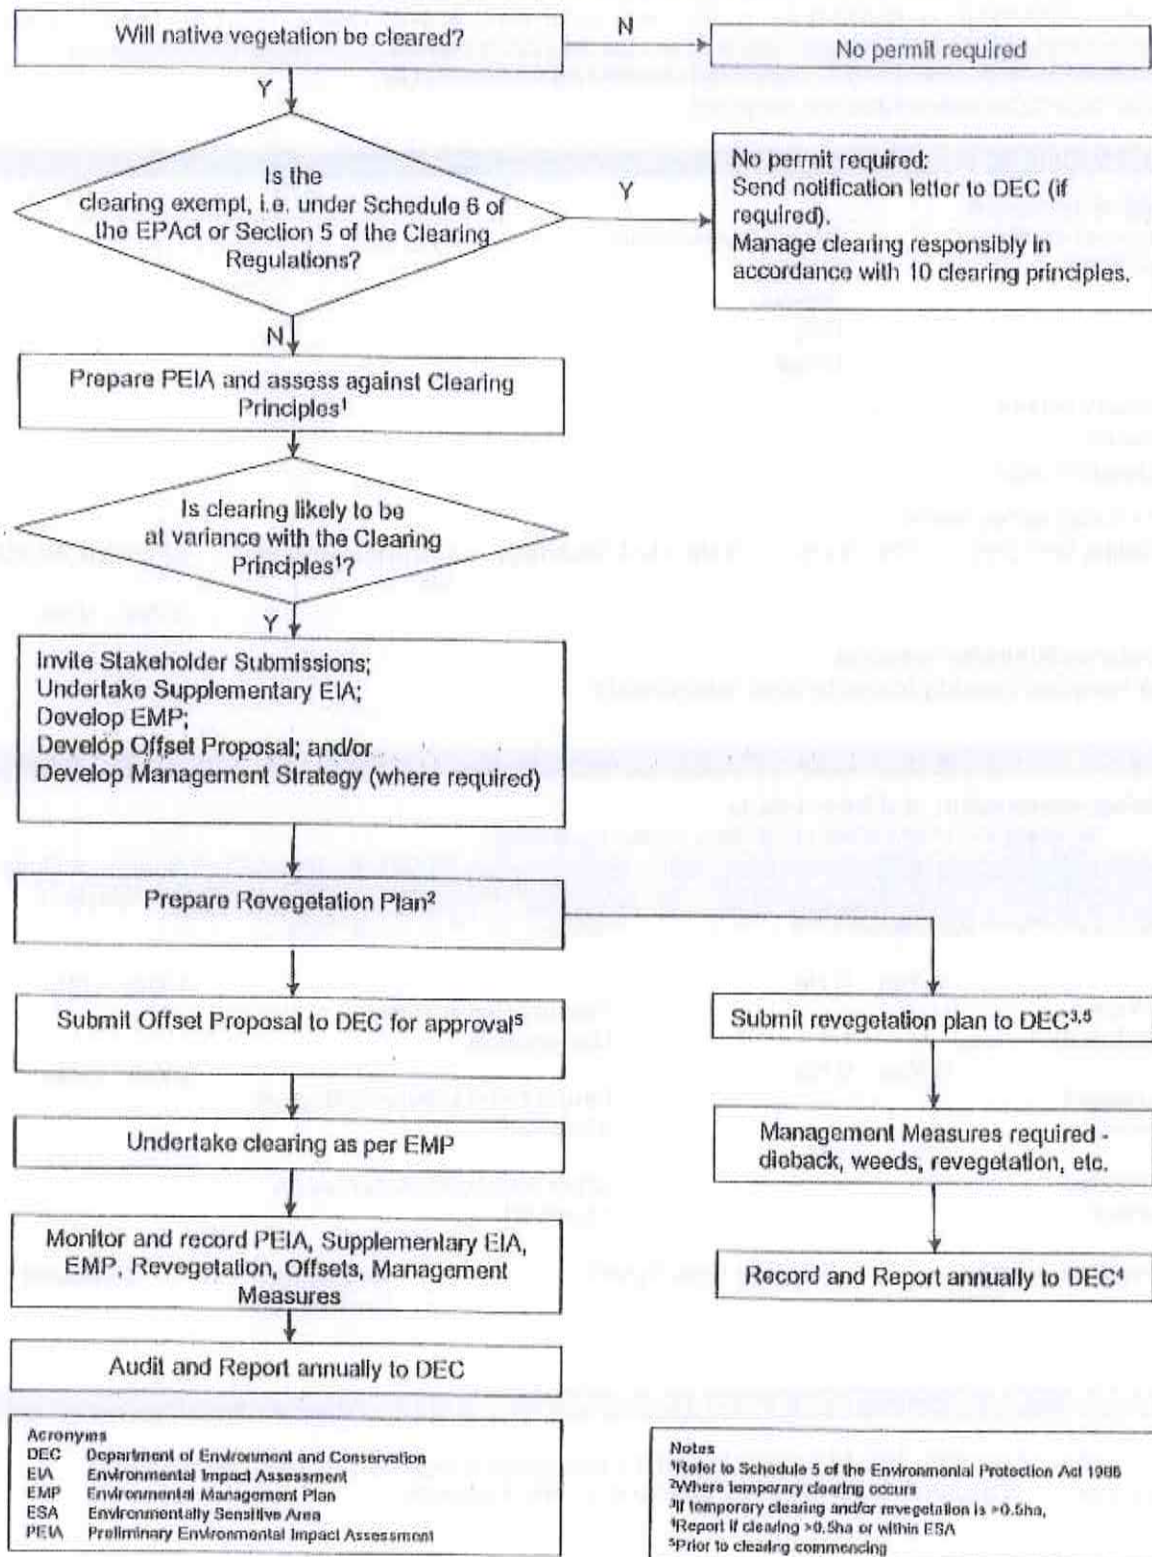 Will native vegetation be cleared?
N
No permit required
Y
Is the
clearing exempt, i.e. under Schedule 6 of
the EPAct or Section 5 of the Clearing
Regulations?
Y
No permit required:
Send notification letter to DEC (if
required).
Manage clearing responsibly in
accordance with 10 clearing principles.
N
Prepare PEIA and assess against Clearing
Principles¹
Is clearing likely to be
at variance with the Clearing
Principles¹?
Y
Invite Stakeholder Submissions;
Undertake Supplementary EIA;
Develop EMP;
Develop Offset Proposal; and/or
Develop Management Strategy (where required)
Prepare Revegetation Plan²
Submit Offset Proposal to DEC for approval⁵
Submit revegetation plan to DEC³,⁵
Undertake clearing as per EMP
Management Measures required -
dieback, weeds, revegetation, etc.
Monitor and record PEIA, Supplementary EIA,
EMP, Revegetation, Offsets, Management
Measures
Record and Report annually to DEC⁴
Audit and Report annually to DEC
Acronyms
DEC Department of Environment and Conservation
EIA Environmental Impact Assessment
EMP Environmental Management Plan
ESA Environmentally Sensitive Area
PEIA Preliminary Environmental Impact Assessment
Notes
¹Refer to Schedule 5 of the Environmental Protection Act 1986
²Where temporary clearing occurs
³If temporary clearing and/or revegetation is >0.5ha,
⁴Report if clearing >0.5ha or within ESA
⁵Prior to clearing commencing